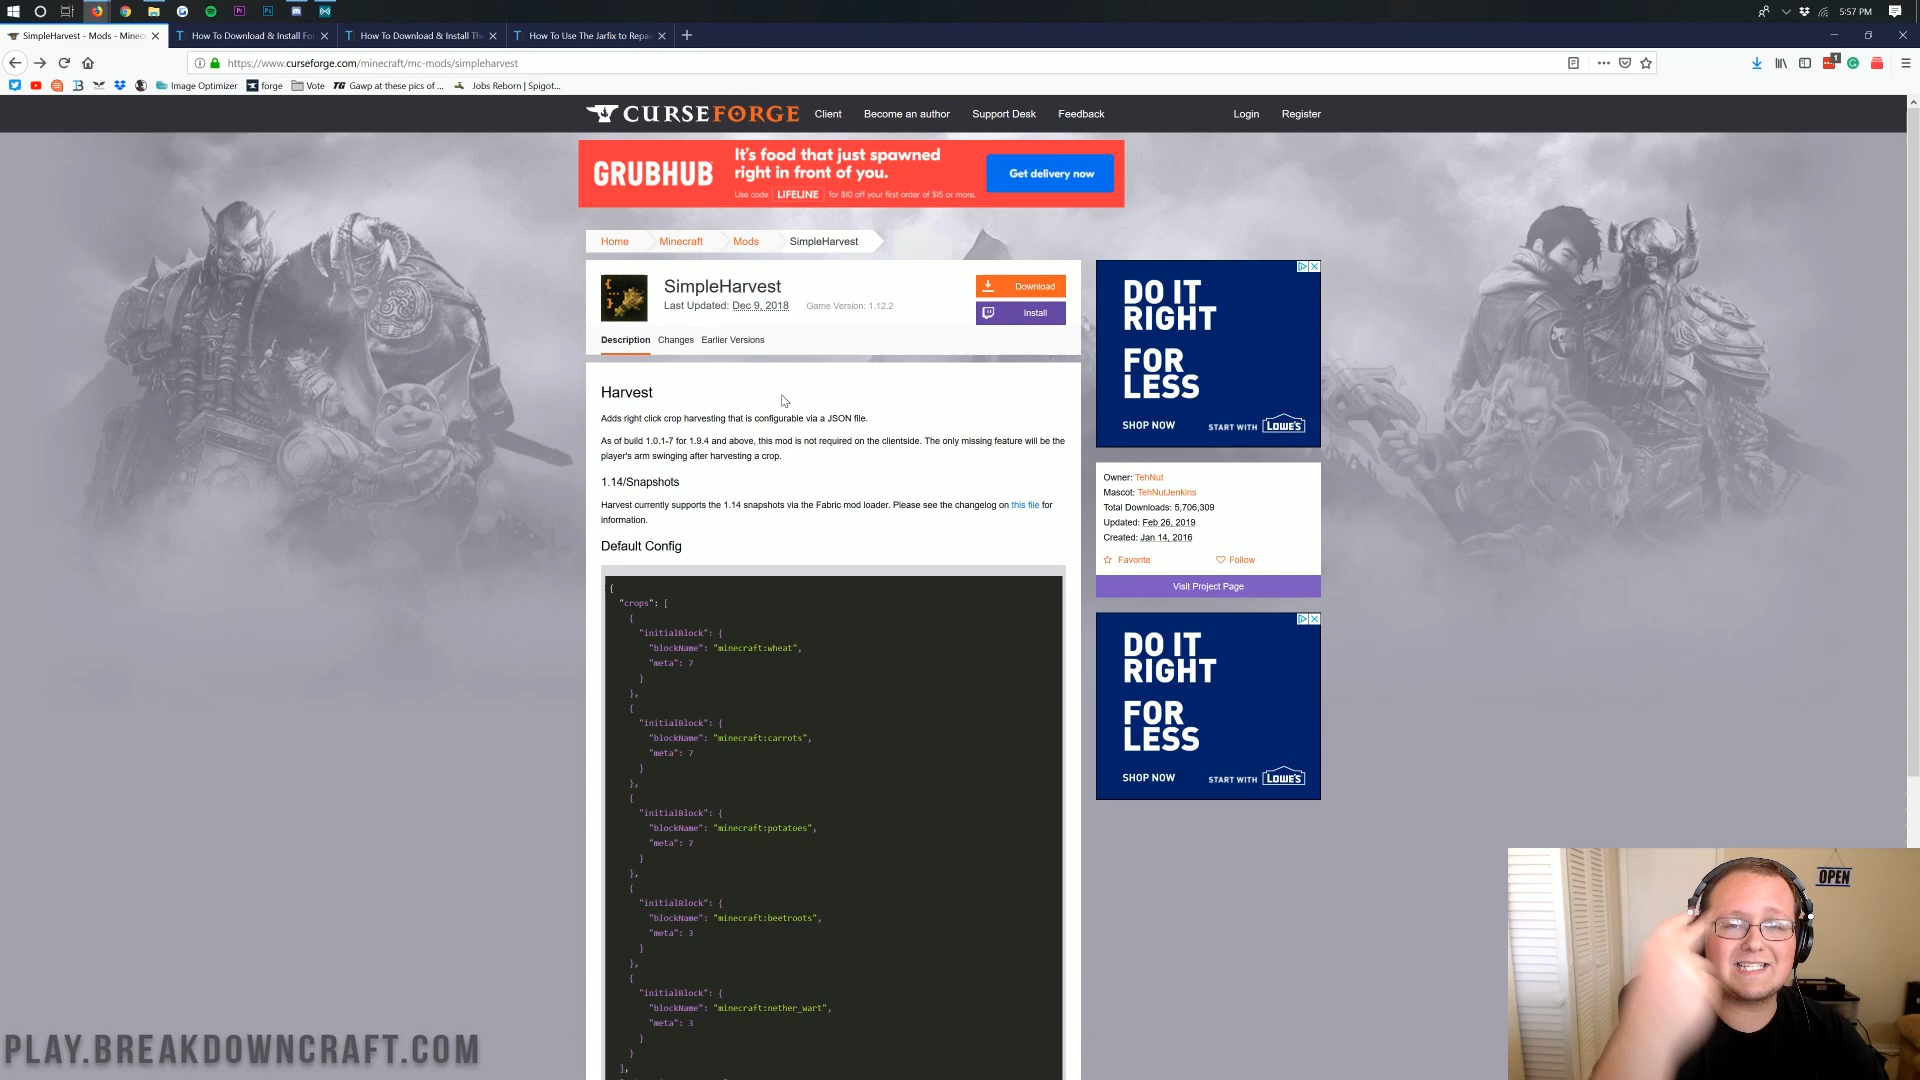 5:57 PM
SimpleHarvest - Mods - Minec
How To Download & Install Fo
How To Download & Install Th
How To Use The Jarfix to Repai
https://www.curseforge.com/minecraft/mc-mods/simpleharvest
Image Optimizer
forge
Vote
TG Gawp at these pics of ...
Jobs Reborn | Spigot...
CURSEFORGE
Client
Become an author
Support Desk
Feedback
Login
Register
GRUBHUB
It's food that just spawned
right in front of you.
Use code LIFELINE for $10 off your first order of $15 or more.
Get delivery now
Home
Minecraft
Mods
SimpleHarvest
SimpleHarvest
Last Updated: Dec 9, 2018
Game Version: 1.12.2
Download
Install
Description
Changes
Earlier Versions
Harvest
Adds right click crop harvesting that is configurable via a JSON file.
As of build 1.0.1-7 for 1.9.4 and above, this mod is not required on the clientside. The only missing feature will be the
player's arm swinging after harvesting a crop.
1.14/Snapshots
Harvest currently supports the 1.14 snapshots via the Fabric mod loader. Please see the changelog on this file for
information.
Default Config
{
"crops": [
{
"initialBlock": {
"blockName": "minecraft:wheat",
"meta": 7
}
},
{
"initialBlock": {
"blockName": "minecraft:carrots",
"meta": 7
}
},
{
"initialBlock": {
"blockName": "minecraft:potatoes",
"meta": 7
}
},
{
"initialBlock": {
"blockName": "minecraft:beetroots",
"meta": 3
}
},
{
"initialBlock": {
"blockName": "minecraft:nether_wart",
"meta": 3
}
}
],
DO IT
RIGHT
FOR
LESS
SHOP NOW
START WITH LOWE'S
Owner: TehNut
Mascot: TehNutJenkins
Total Downloads: 5,706,309
Updated: Feb 26, 2019
Created: Jan 14, 2016
Favorite
Follow
Visit Project Page
DO IT
RIGHT
FOR
LESS
SHOP NOW
START WITH LOWE'S
OPEN
PLAY.BREAKDOWNCRAFT.COM